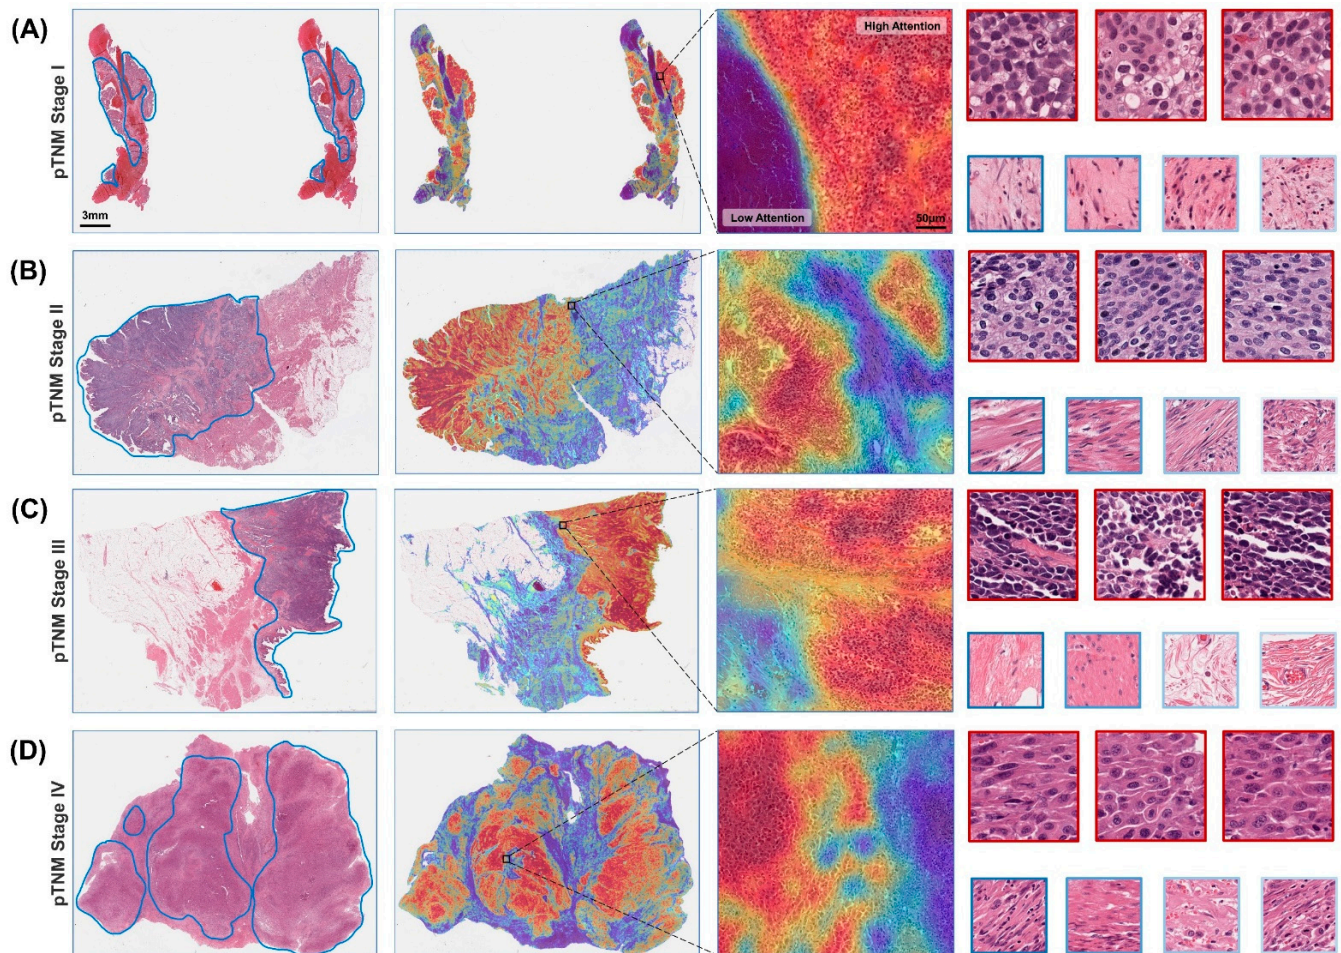 (A)
pTNM Stage I
3mm
High Attention
Low Attention
50μm
(B)
pTNM Stage II
(C)
pTNM Stage III
(D)
pTNM Stage IV